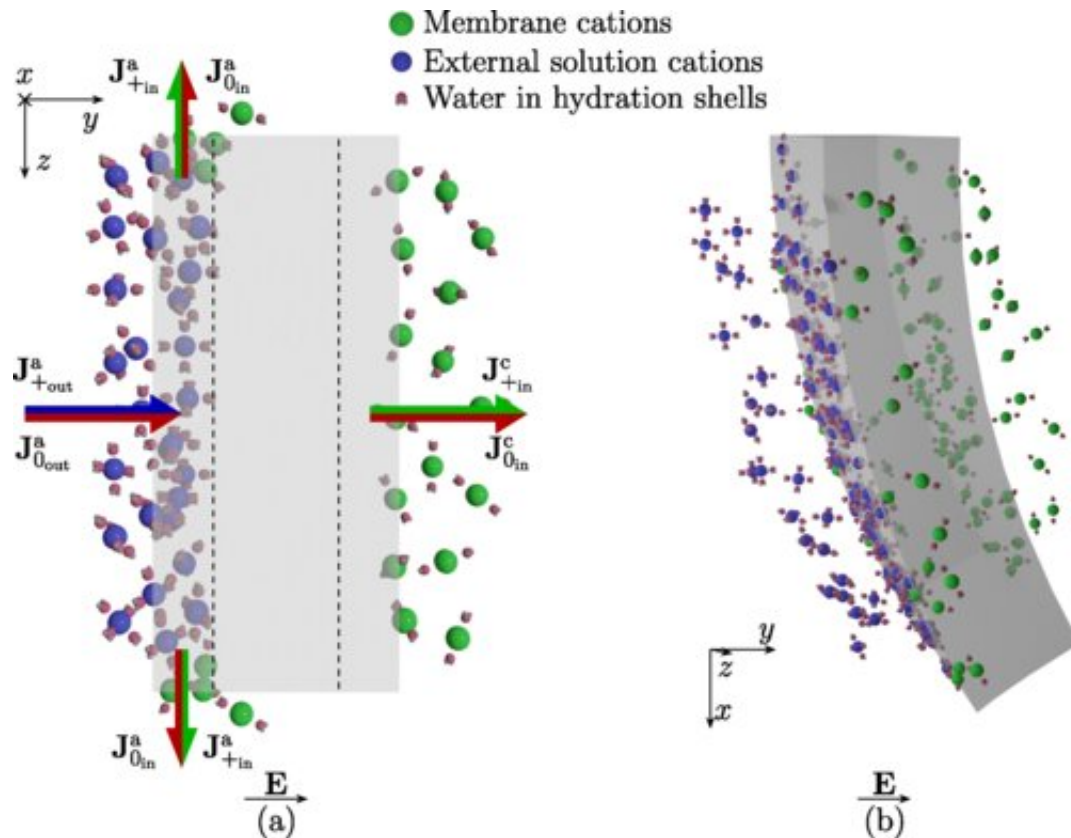 Membrane cations
External solution cations
Water in hydration shells
J^a_{+in} J^a_{0in}
x
y
z
J^a_{+out}
J^a_{0out}
J^c_{+in}
J^c_{0in}
J^a_{0in} J^a_{+in}
E
(a)
y
z
x
E
(b)